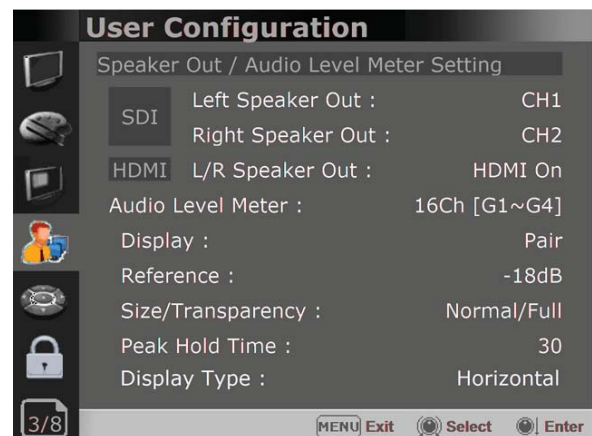 User Configuration
Speaker Out / Audio Level Meter Setting
SDI
Left Speaker Out : CH1
Right Speaker Out : CH2
HDMI L/R Speaker Out : HDMI On
Audio Level Meter : 16Ch [G1~G4]
Display : Pair
Reference : -18dB
Size/Transparency : Normal/Full
Peak Hold Time : 30
Display Type : Horizontal
3/8 MENU Exit Select Enter